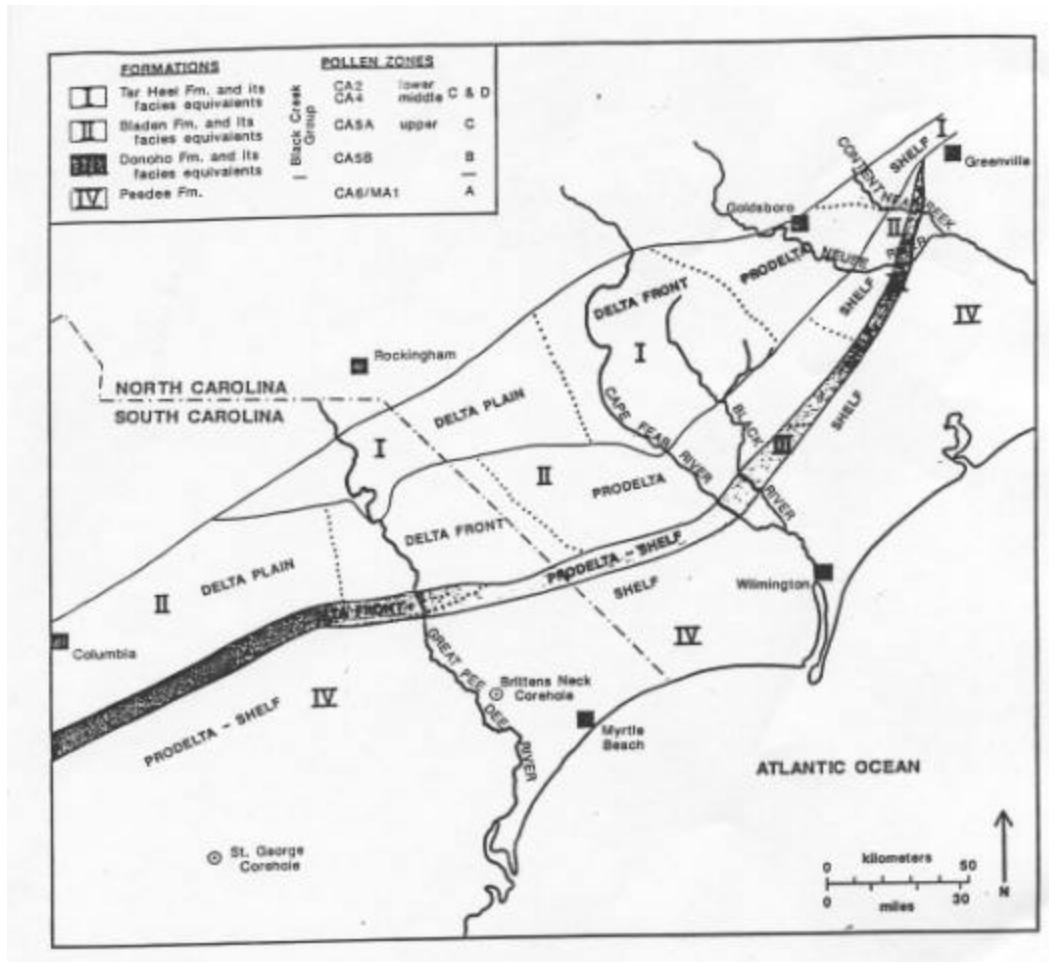 FORMATIONS
I Tar Heel Fm. and its
facies equivalents
II Bladen Fm. and its
facies equivalents
Donoho Fm. and its
facies equivalents
IV Peedee Fm.
Black Creek
Group
POLLEN ZONES
CA2 lower
CA4 middle C & D
CA5A upper C
CA5B B
CA6/MA1 A
I
SHELF
Greenville
CONTENTNEA CREEK
Goldsboro
II
NEUSE RIVER
PRODELTA
SHELF
DELTA FRONT
IV
I
Rockingham
NORTH CAROLINA
SOUTH CAROLINA
DELTA PLAIN
CAPE FEAR RIVER
BLACK RIVER
SHELF
I
III
II
PRODELTA
DELTA FRONT
PRODELTA - SHELF
DELTA PLAIN
SHELF
Wilmington
II
DELTA FRONT
IV
Columbia
GREAT PEE DEE RIVER
Brittens Neck
Corehole
IV
PRODELTA - SHELF
Myrtle
Beach
ATLANTIC OCEAN
St. George
Corehole
kilometers
0 50
0 30
miles
N